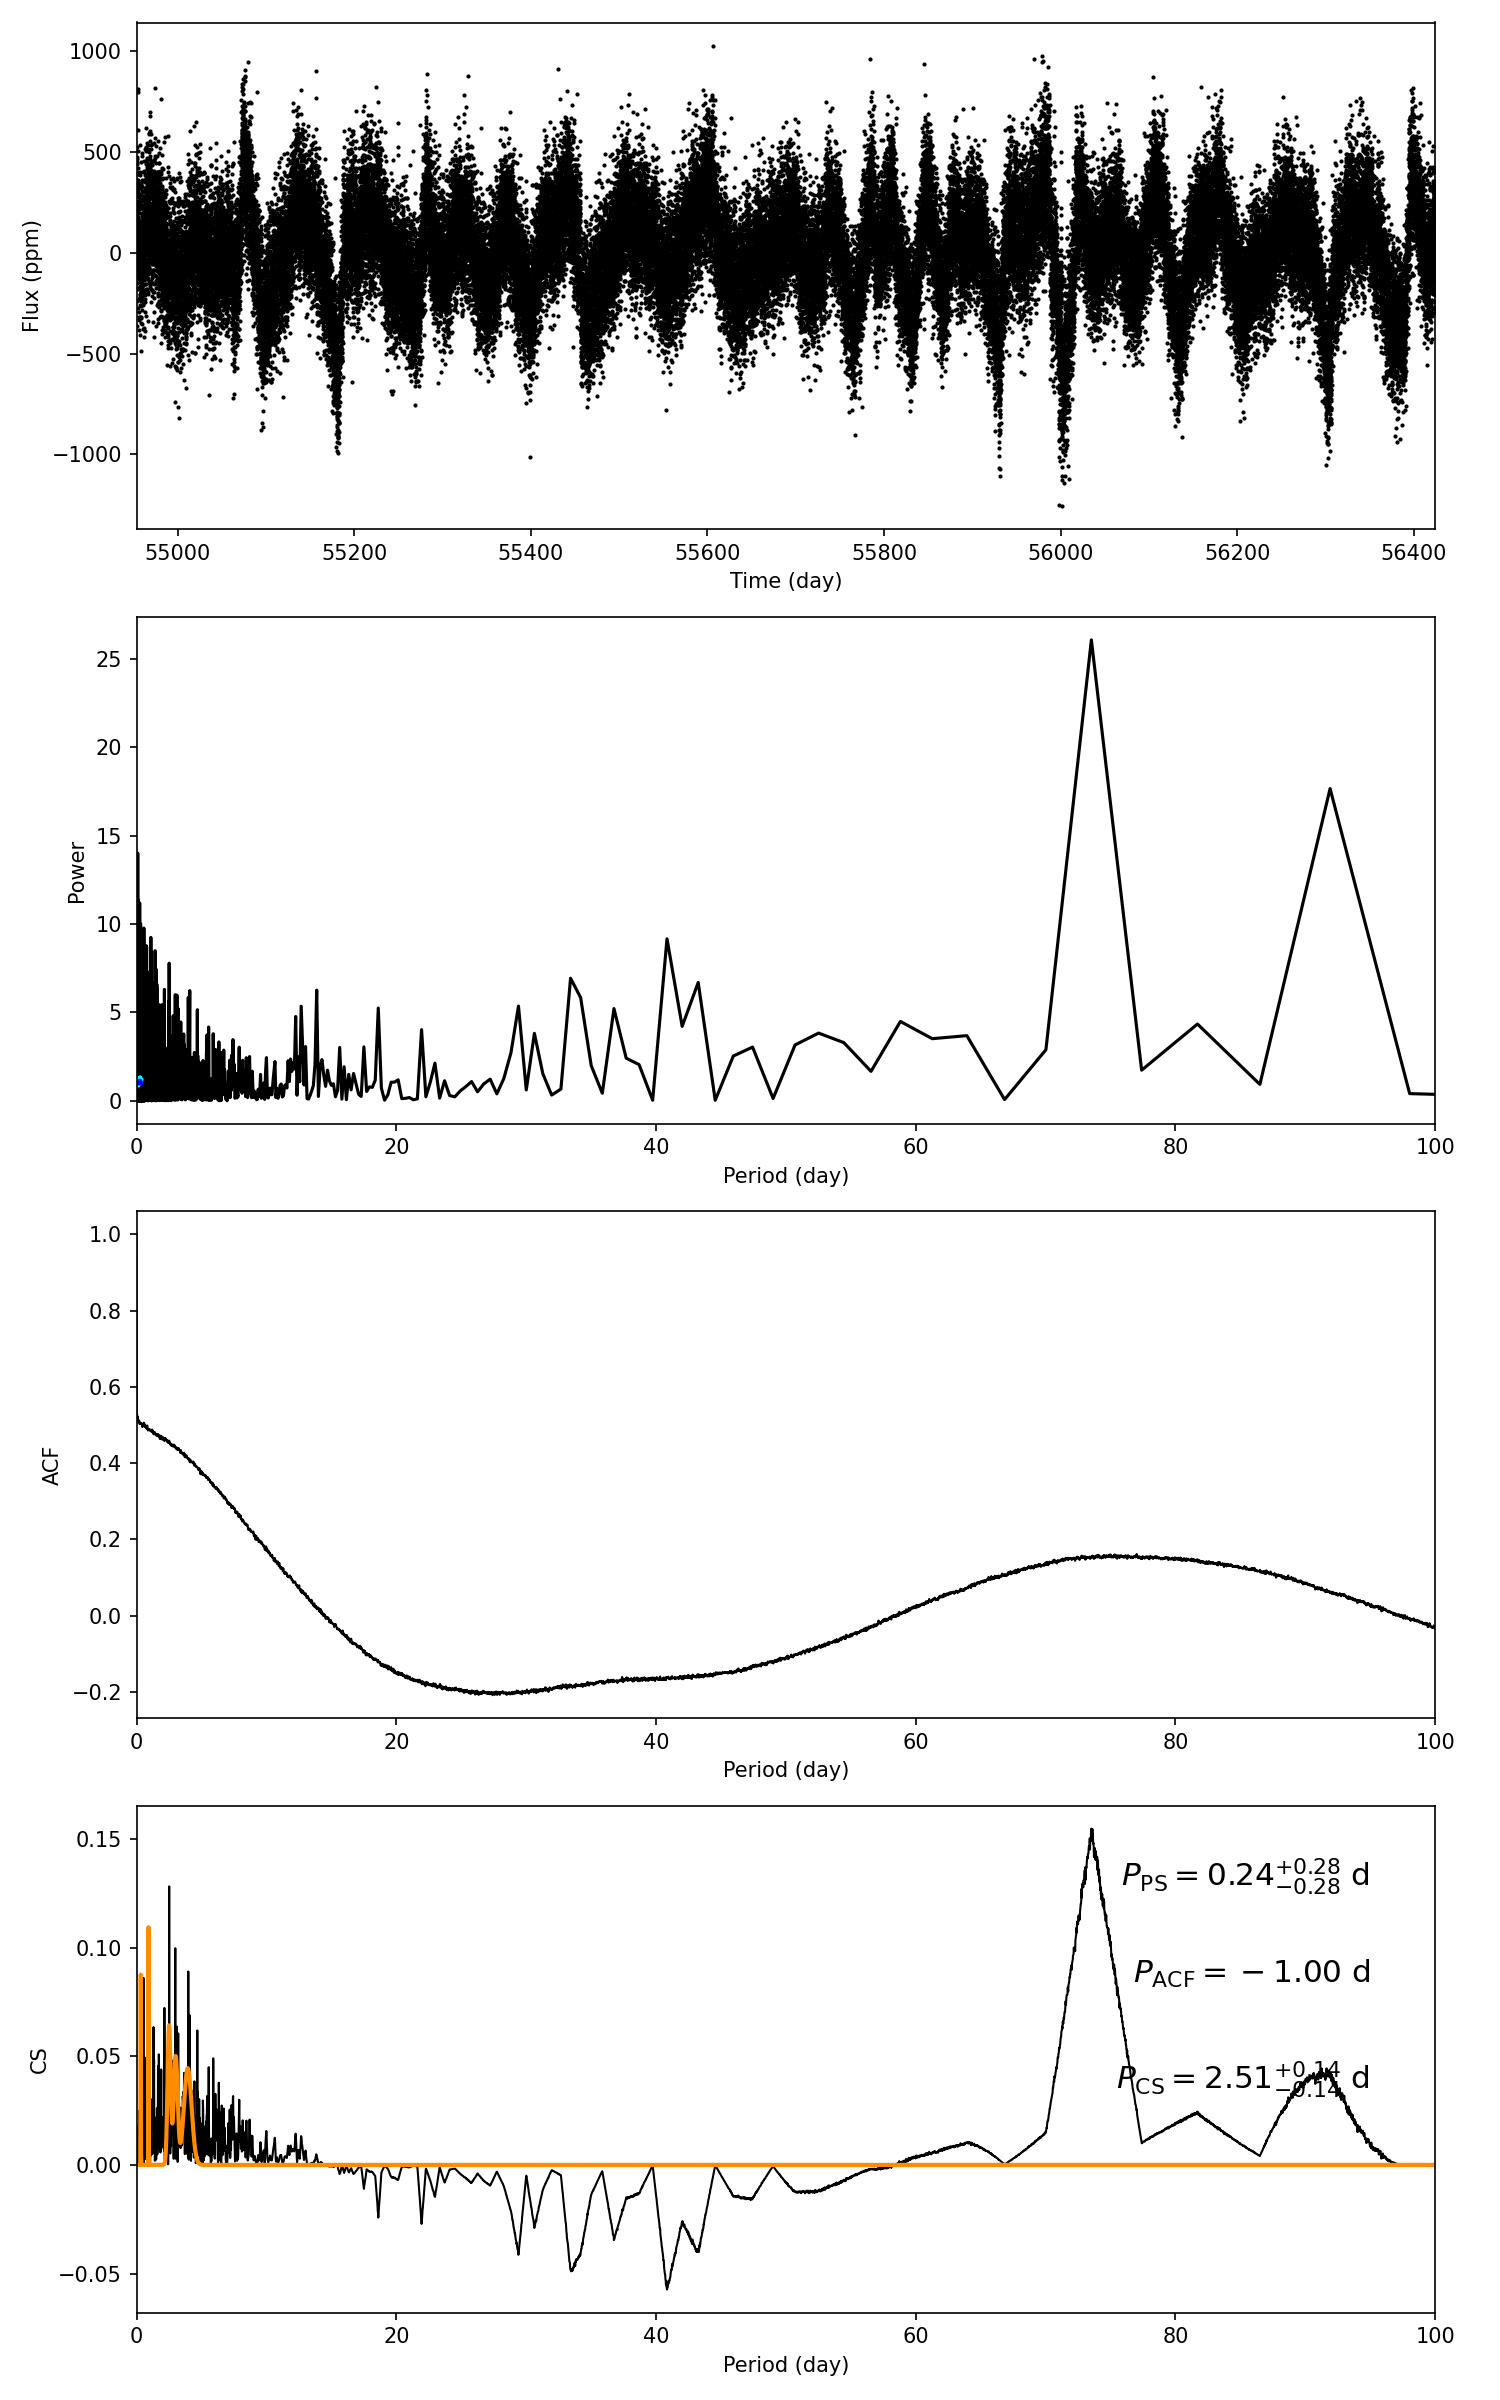 1000
500
0
−500
−1000
Flux (ppm)
55000 55200 55400 55600 55800 56000 56200 56400
Time (day)
25
20
15
10
5
0
Power
0 20 40 60 80 100
Period (day)
1.0
0.8
0.6
0.4
0.2
0.0
−0.2
ACF
0 20 40 60 80 100
Period (day)
0.15
0.10
0.05
0.00
−0.05
CS
P_PS = 0.24 +0.28 −0.28 d
P_ACF = − 1.00 d
P_CS = 2.51 +0.14 −0.14 d
0 20 40 60 80 100
Period (day)